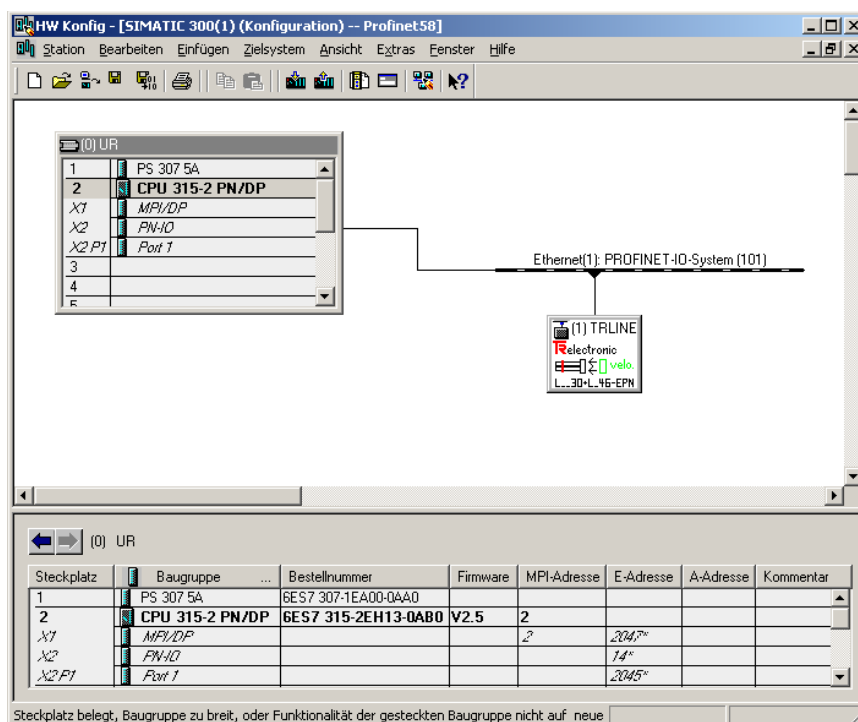 HW Konfig - [SIMATIC 300(1) (Konfiguration) -- Profinet58]
Station Bearbeiten Einfügen Zielsystem Ansicht Extras Fenster Hilfe
(0) UR
1 PS 307 5A
2 CPU 315-2 PN/DP
X1 MPI/DP
X2 PN-IO
X2 P1 Port 1
3
4
5
Ethernet(1): PROFINET-IO-System (101)
(1) TRLINE
TRelectronic
velo.
L__30+L_46-EPN
(0) UR
Steckplatz Baugruppe ... Bestellnummer Firmware MPI-Adresse E-Adresse A-Adresse Kommentar
1 PS 307 5A 6ES7 307-1EA00-0AA0
2 CPU 315-2 PN/DP 6ES7 315-2EH13-0AB0 V2.5 2
X1 MPI/DP 2 2047*
X2 PN-IO 14*
X2 P1 Port 1 2045*
Steckplatz belegt, Baugruppe zu breit, oder Funktionalität der gesteckten Baugruppe nicht auf neue